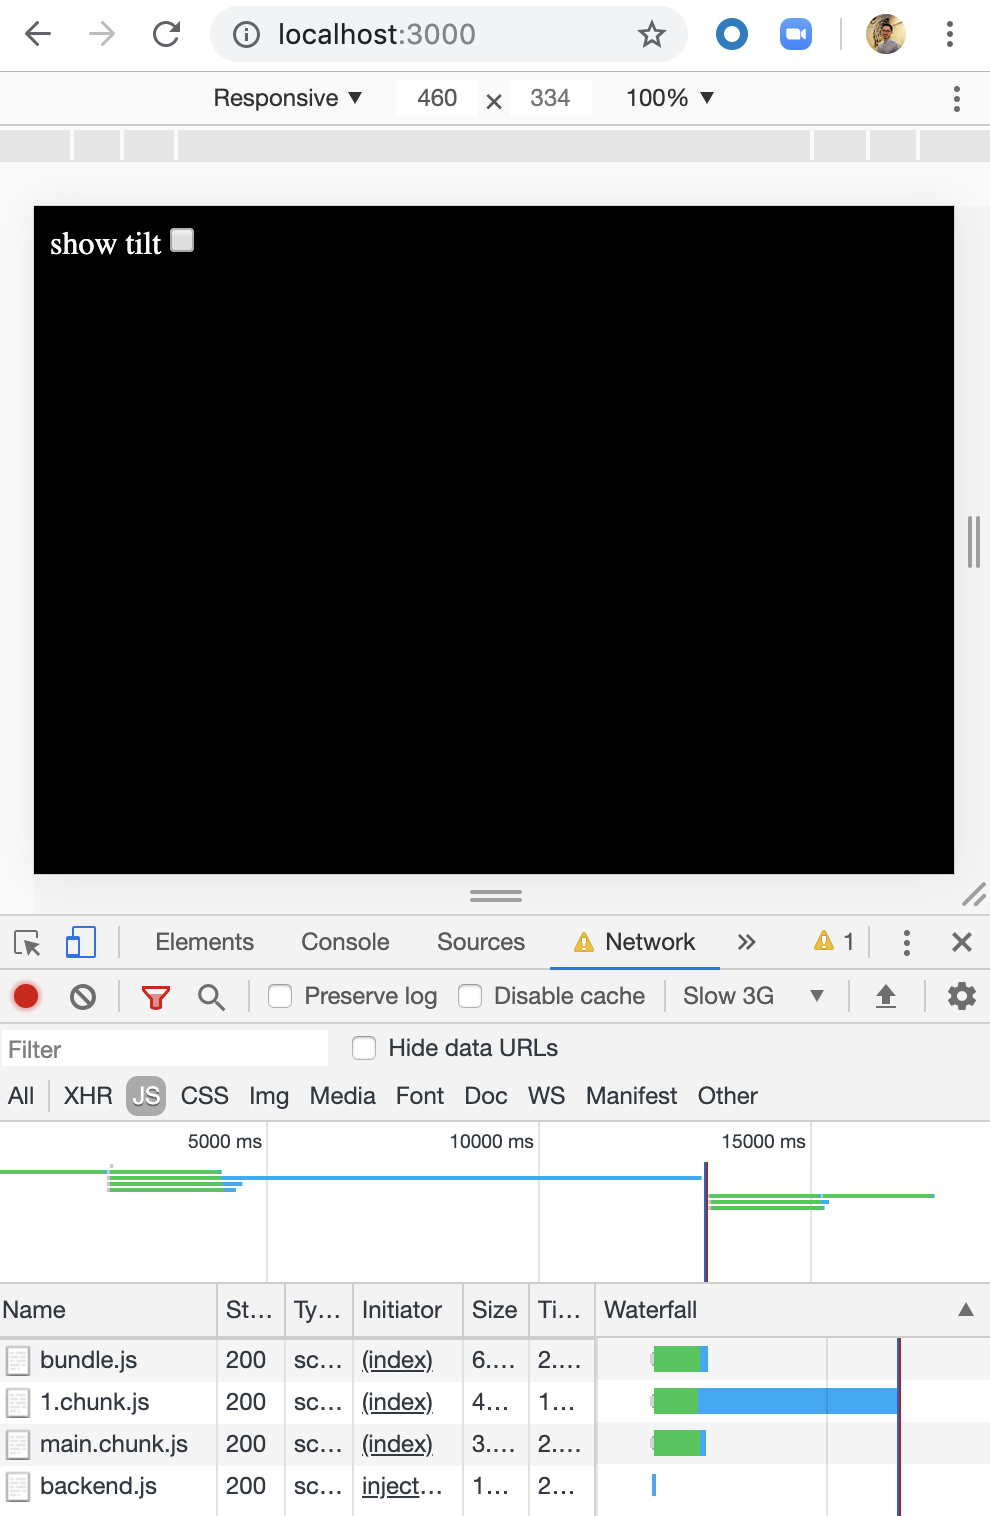 localhost:3000
Responsive ▼ 460 × 334 100% ▼
show tilt
Elements Console Sources Network » 1
Preserve log Disable cache Slow 3G ▼
Filter Hide data URLs
All XHR JS CSS Img Media Font Doc WS Manifest Other
5000 ms 10000 ms 15000 ms
Name St... Ty... Initiator Size Ti... Waterfall ▲
bundle.js 200 sc... (index) 6.... 2....
1.chunk.js 200 sc... (index) 4... 1...
main.chunk.js 200 sc... (index) 3.... 2....
backend.js 200 sc... inject... 1... 2...